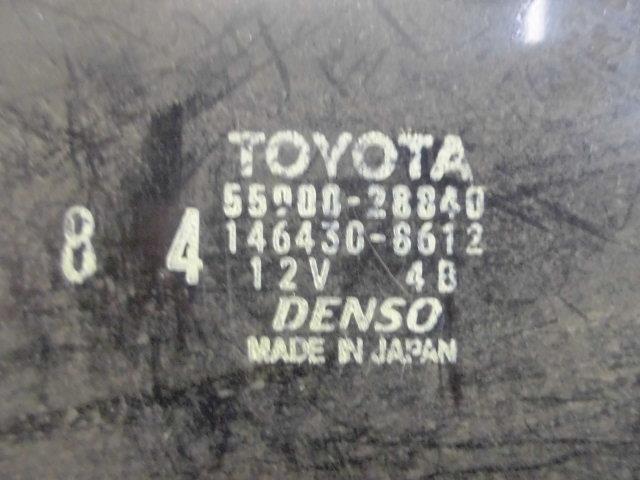 TOYOTA
55900-28840
146430-8612
8 4
12V 4B
DENSO
MADE IN JAPAN